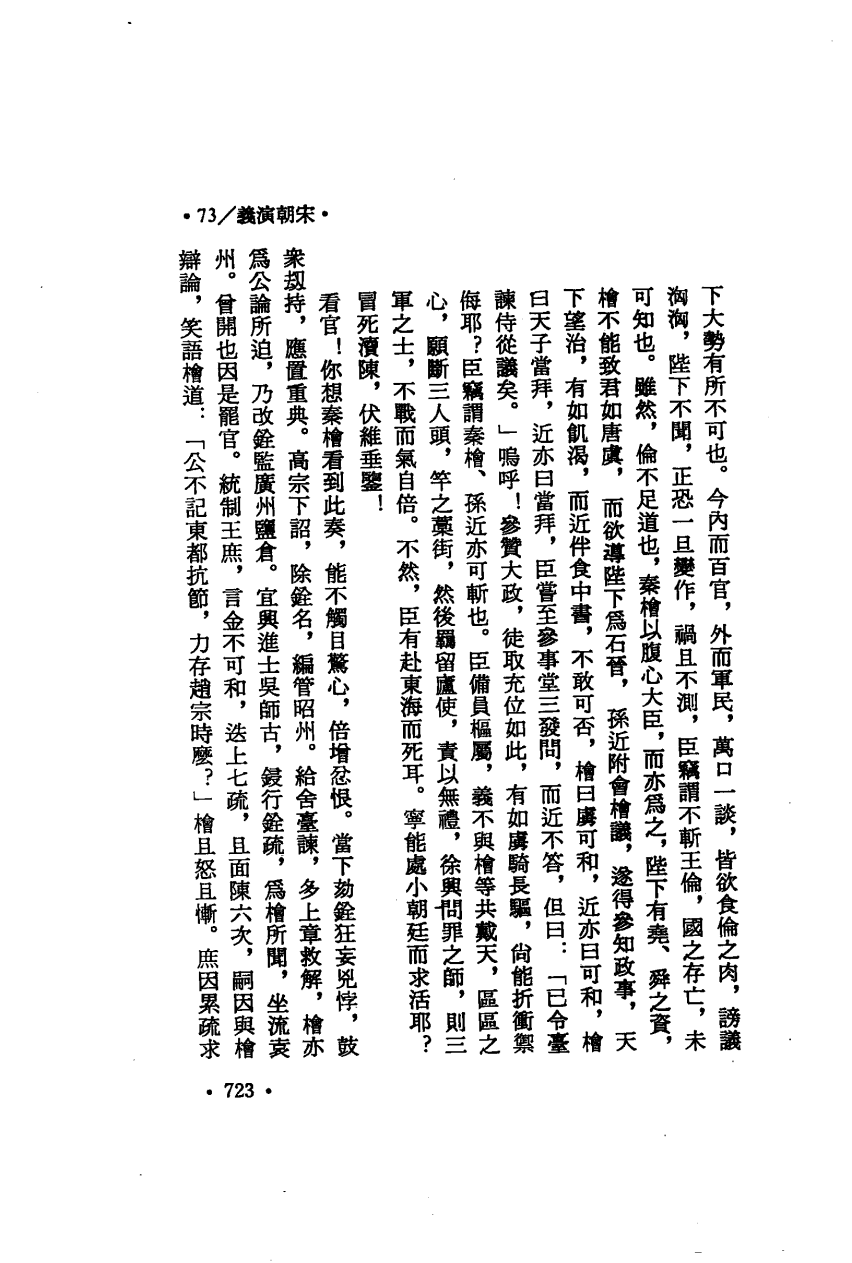 •73／義演朝宋•
下大勢有所不可也。今內而百官，外而軍民，萬口一談，皆欲食倫之肉，謗議
洶洶，陛下不聞，正恐一旦變作，禍且不測，臣竊謂不斬王倫，國之存亡，未
可知也。雖然，倫不足道也，秦檜以腹心大臣，而亦爲之，陛下有堯、舜之資，
檜不能致君如唐虞，而欲導陛下爲石晉，孫近附會檜議，遂得參知政事，天
下望治，有如飢渴，而近伴食中書，不敢可否，檜曰虜可和，近亦曰可和，檜
曰天子當拜，近亦曰當拜，臣嘗至參事堂三發問，而近不答，但曰：「已令臺
諫侍從議矣。」嗚呼！參贊大政，徒取充位如此，有如虜騎長驅，尙能折衝禦
侮耶？臣竊謂秦檜、孫近亦可斬也。臣備員樞屬，義不與檜等共戴天，區區之
心，願斷三人頭，竿之藁街，然後羈留虜使，責以無禮，徐興問罪之師，則三
軍之士，不戰而氣自倍。不然，臣有赴東海而死耳。寧能處小朝廷而求活耶？
冒死瀆陳，伏維垂鑒！
看官！你想秦檜看到此奏，能不觸目驚心，倍增忿恨。當下劾銓狂妄兇悖，鼓
衆刧持，應置重典。高宗下詔，除銓名，編管昭州。給舍臺諫，多上章救解，檜亦
爲公論所迫，乃改銓監廣州鹽倉。宜興進士吳師古，鋟行銓疏，爲檜所聞，坐流袁
州。曾開也因是罷官。統制王庶，言金不可和，迭上七疏，且面陳六次，嗣因與檜
辯論，笑語檜道：「公不記東都抗節，力存趙宗時麼？」檜且怒且慚。庶因累疏求
•723•